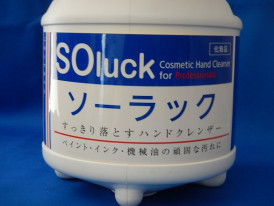 化粧品
SOluck Cosmetic Hand Cleanser
for Professionals
ソーラック
すっきり落とすハンドクレンザー
ペイント・インク・機械油の頑固な汚れに